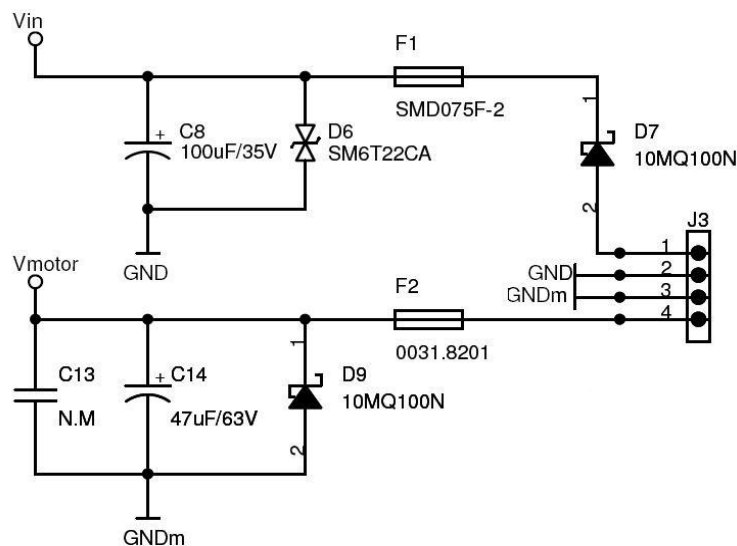 Vin
F1
SMD075F-2
+
C8
100uF/35V
D6
SM6T22CA
1
D7
10MQ100N
2
J3
1
GND
2
GNDm
3
4
GND
Vmotor
F2
0031.8201
C13
N.M
+
C14
47uF/63V
1
D9
10MQ100N
2
GNDm